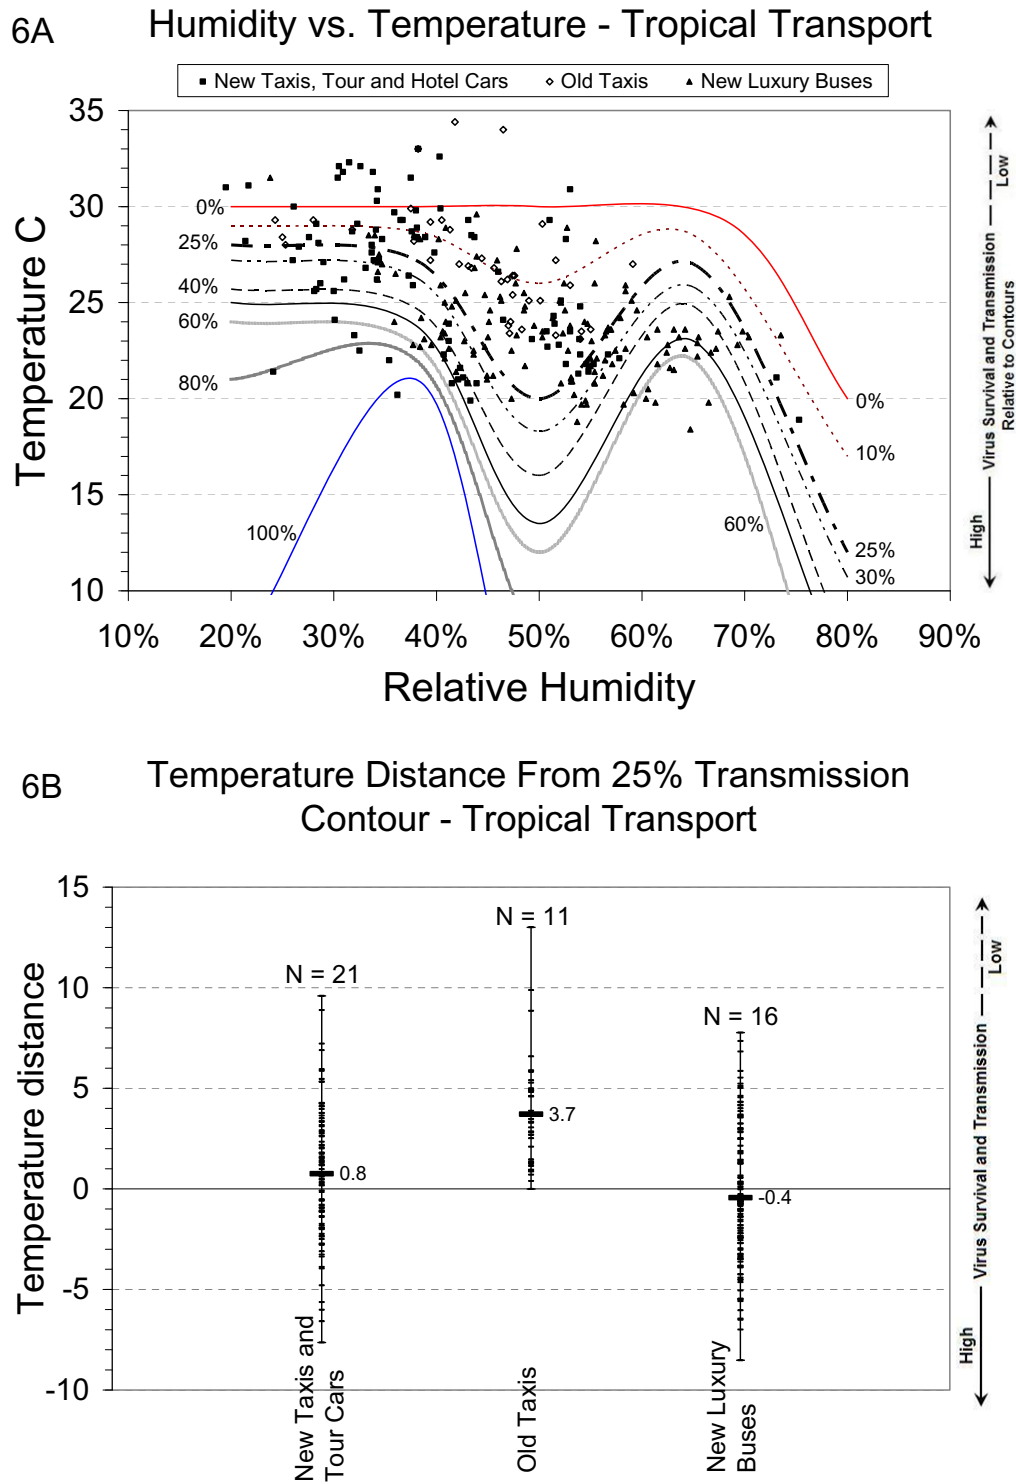 6A
Humidity vs. Temperature - Tropical Transport
New Taxis, Tour and Hotel Cars
Old Taxis
New Luxury Buses
35
30
25
20
15
10
Temperature C
0%
25%
40%
60%
80%
100%
60%
0%
10%
25%
30%
10%
20%
30%
40%
50%
60%
70%
80%
90%
Relative Humidity
High
Virus Survival and Transmission
Relative to Contours
Low
6B
Temperature Distance From 25% Transmission
Contour - Tropical Transport
15
10
5
0
-5
-10
Temperature distance
N = 21
N = 11
N = 16
0.8
3.7
-0.4
New Taxis and
Tour Cars
Old Taxis
New Luxury
Buses
High
Virus Survival and Transmission
Low